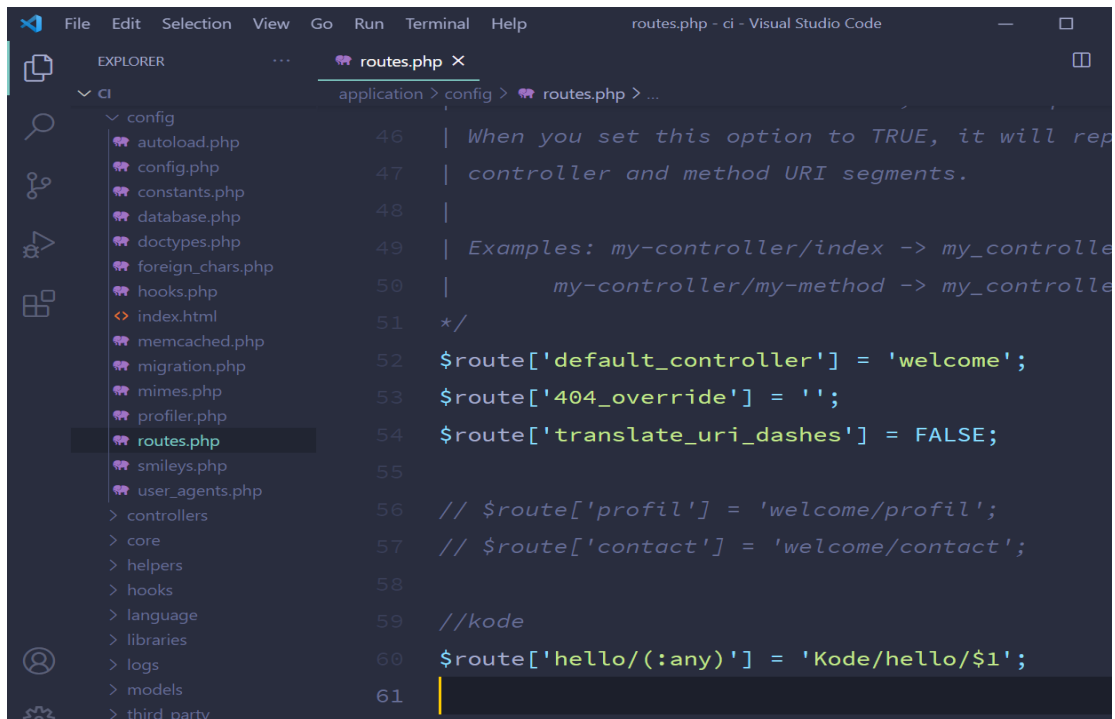 File Edit Selection View Go Run Terminal Help routes.php - ci - Visual Studio Code
EXPLORER ···
CI
config
autoload.php
config.php
constants.php
database.php
doctypes.php
foreign_chars.php
hooks.php
index.html
memcached.php
migration.php
mimes.php
profiler.php
routes.php
smileys.php
user_agents.php
controllers
core
helpers
hooks
language
libraries
logs
models
third_party
routes.php
application > config > routes.php > ...
46 | When you set this option to TRUE, it will rep
47 | controller and method URI segments.
48 |
49 | Examples: my-controller/index -> my_controlle
50 | my-controller/my-method -> my_controlle
51 */
52 $route['default_controller'] = 'welcome';
53 $route['404_override'] = '';
54 $route['translate_uri_dashes'] = FALSE;
55
56 // $route['profil'] = 'welcome/profil';
57 // $route['contact'] = 'welcome/contact';
58
59 //kode
60 $route['hello/(:any)'] = 'Kode/hello/$1';
61